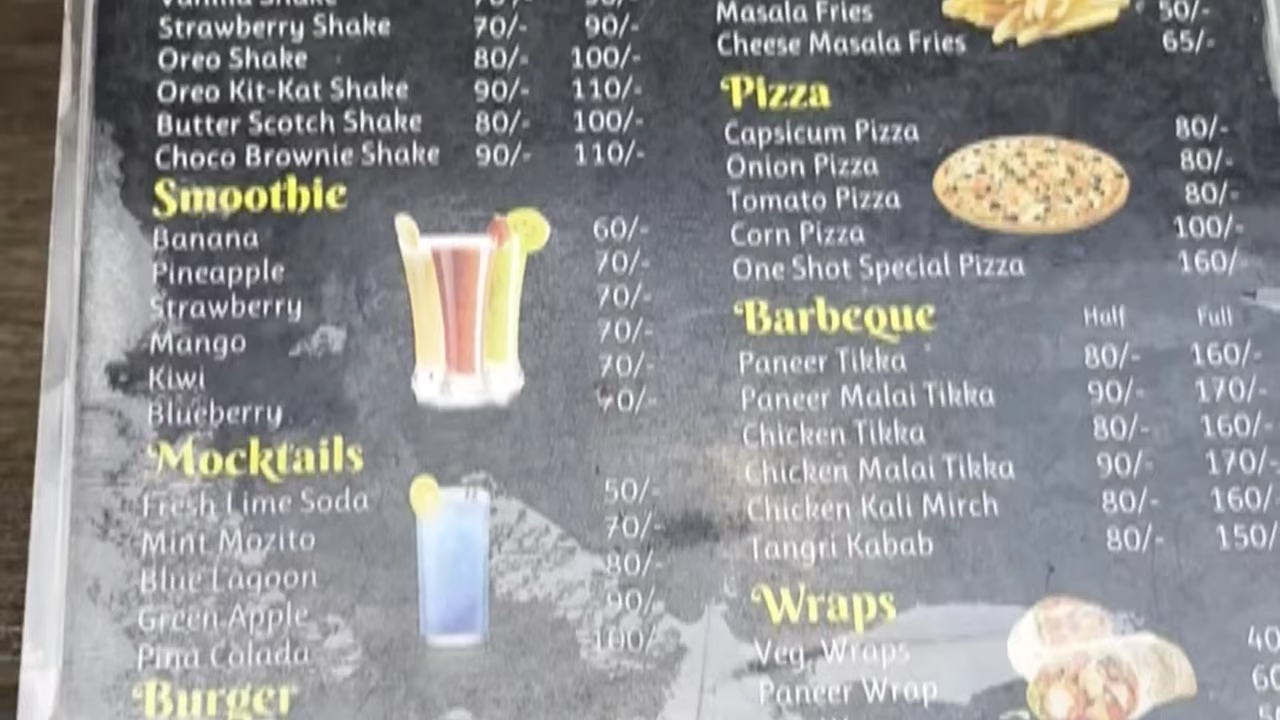 Vanilla Shake
Strawberry Shake 70/- 90/-
Oreo Shake 80/- 100/-
Oreo Kit-Kat Shake 90/- 110/-
Butter Scotch Shake 80/- 100/-
Choco Brownie Shake 90/- 110/-
Smoothie
Banana 60/-
Pineapple 70/-
Strawberry 70/-
Mango 70/-
Kiwi 70/-
Blueberry 70/-
Mocktails
Fresh Lime Soda 50/-
Mint Mozito 70/-
Blue Lagoon 80/-
Green Apple 90/-
Pina Colada 100/-
Burger
Masala Fries 50/-
Cheese Masala Fries 65/-
Pizza
Capsicum Pizza 80/-
Onion Pizza 80/-
Tomato Pizza 80/-
Corn Pizza 100/-
One Shot Special Pizza 160/-
Barbeque Half Full
Paneer Tikka 80/- 160/-
Paneer Malai Tikka 90/- 170/-
Chicken Tikka 80/- 160/-
Chicken Malai Tikka 90/- 170/-
Chicken Kali Mirch 80/- 160/
Tangri Kabab 80/- 150/
Wraps
Veg. Wraps 40
Paneer Wrap 60